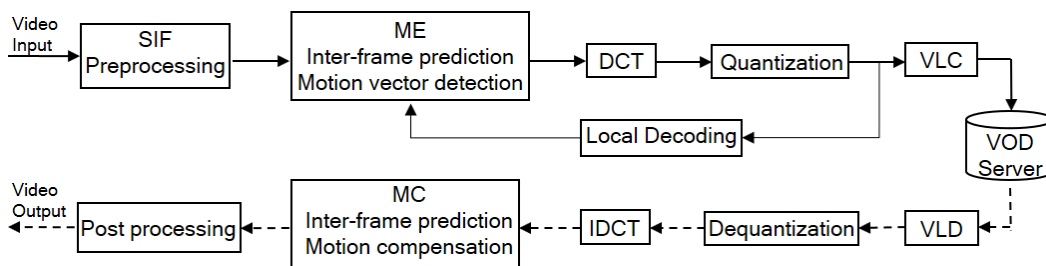 Video
Input
SIF
Preprocessing
ME
Inter-frame prediction
Motion vector detection
DCT
Quantization
VLC
Local Decoding
VOD
Server
Video
Output
Post processing
MC
Inter-frame prediction
Motion compensation
IDCT
Dequantization
VLD